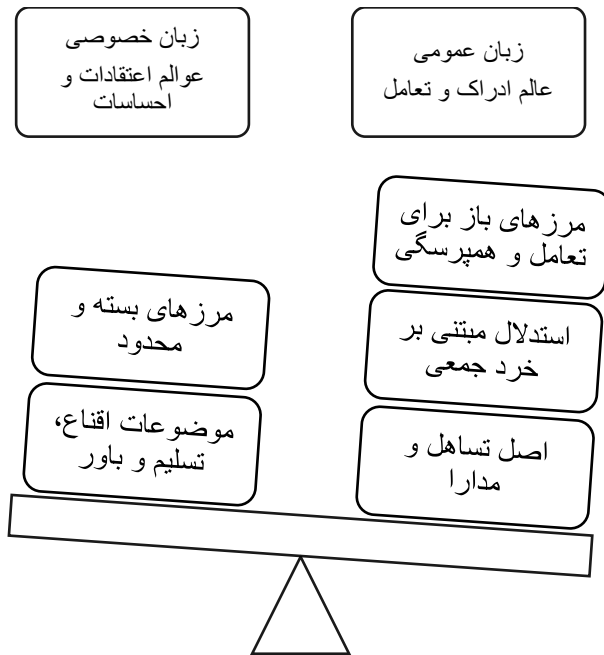 زبان عمومی
عالم ادراک و تعامل
زبان خصوصی
عوالم اعتقادات و
احساسات
مرزهای باز برای
تعامل و همپرسگی
استدلال مبتنی بر
خرد جمعی
اصل تساهل و
مدارا
مرزهای بسته و
محدود
موضوعات اقناع،
تسلیم و باور